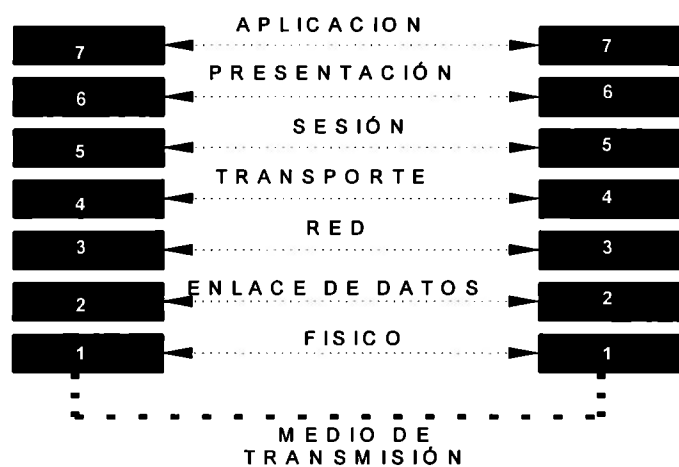 APLICACION
7 7
PRESENTACIÓN
6 6
SESIÓN
5 5
TRANSPORTE
4 4
RED
3 3
ENLACE DE DATOS
2 2
FISICO
1 1
MEDIO DE
TRANSMISIÓN